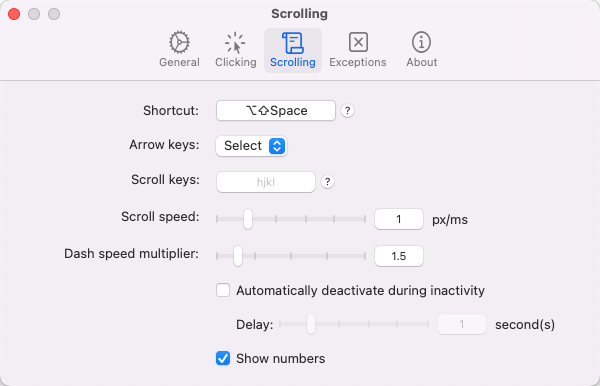 Scrolling
General Clicking Scrolling Exceptions About
Shortcut: ⌥⇧Space ?
Arrow keys: Select
Scroll keys: hjkl ?
Scroll speed: 1 px/ms
Dash speed multiplier: 1.5
Automatically deactivate during inactivity
Delay: 1 second(s)
Show numbers